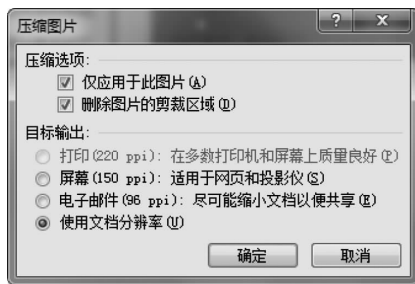 压缩图片
压缩选项:
仅应用于此图片(A)
删除图片的剪裁区域(D)
目标输出:
打印(220 ppi): 在多数打印机和屏幕上质量良好(P)
屏幕(150 ppi): 适用于网页和投影仪(S)
电子邮件(96 ppi): 尽可能缩小文档以便共享(E)
使用文档分辨率(U)
确定 取消